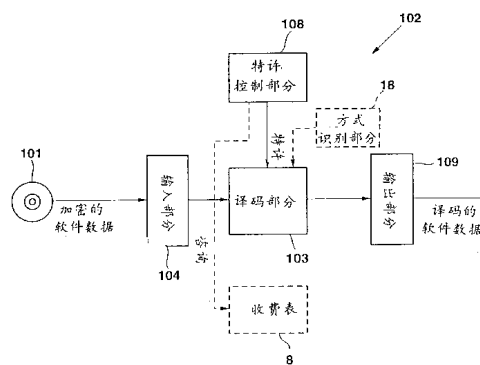 108
102
特许
控制部分
18
方式
识别部分
特许
101
加密的
软件数据
输入部分
104
译码部分
103
109
输出部分
译码的
软件数据
咨询
收费表
8